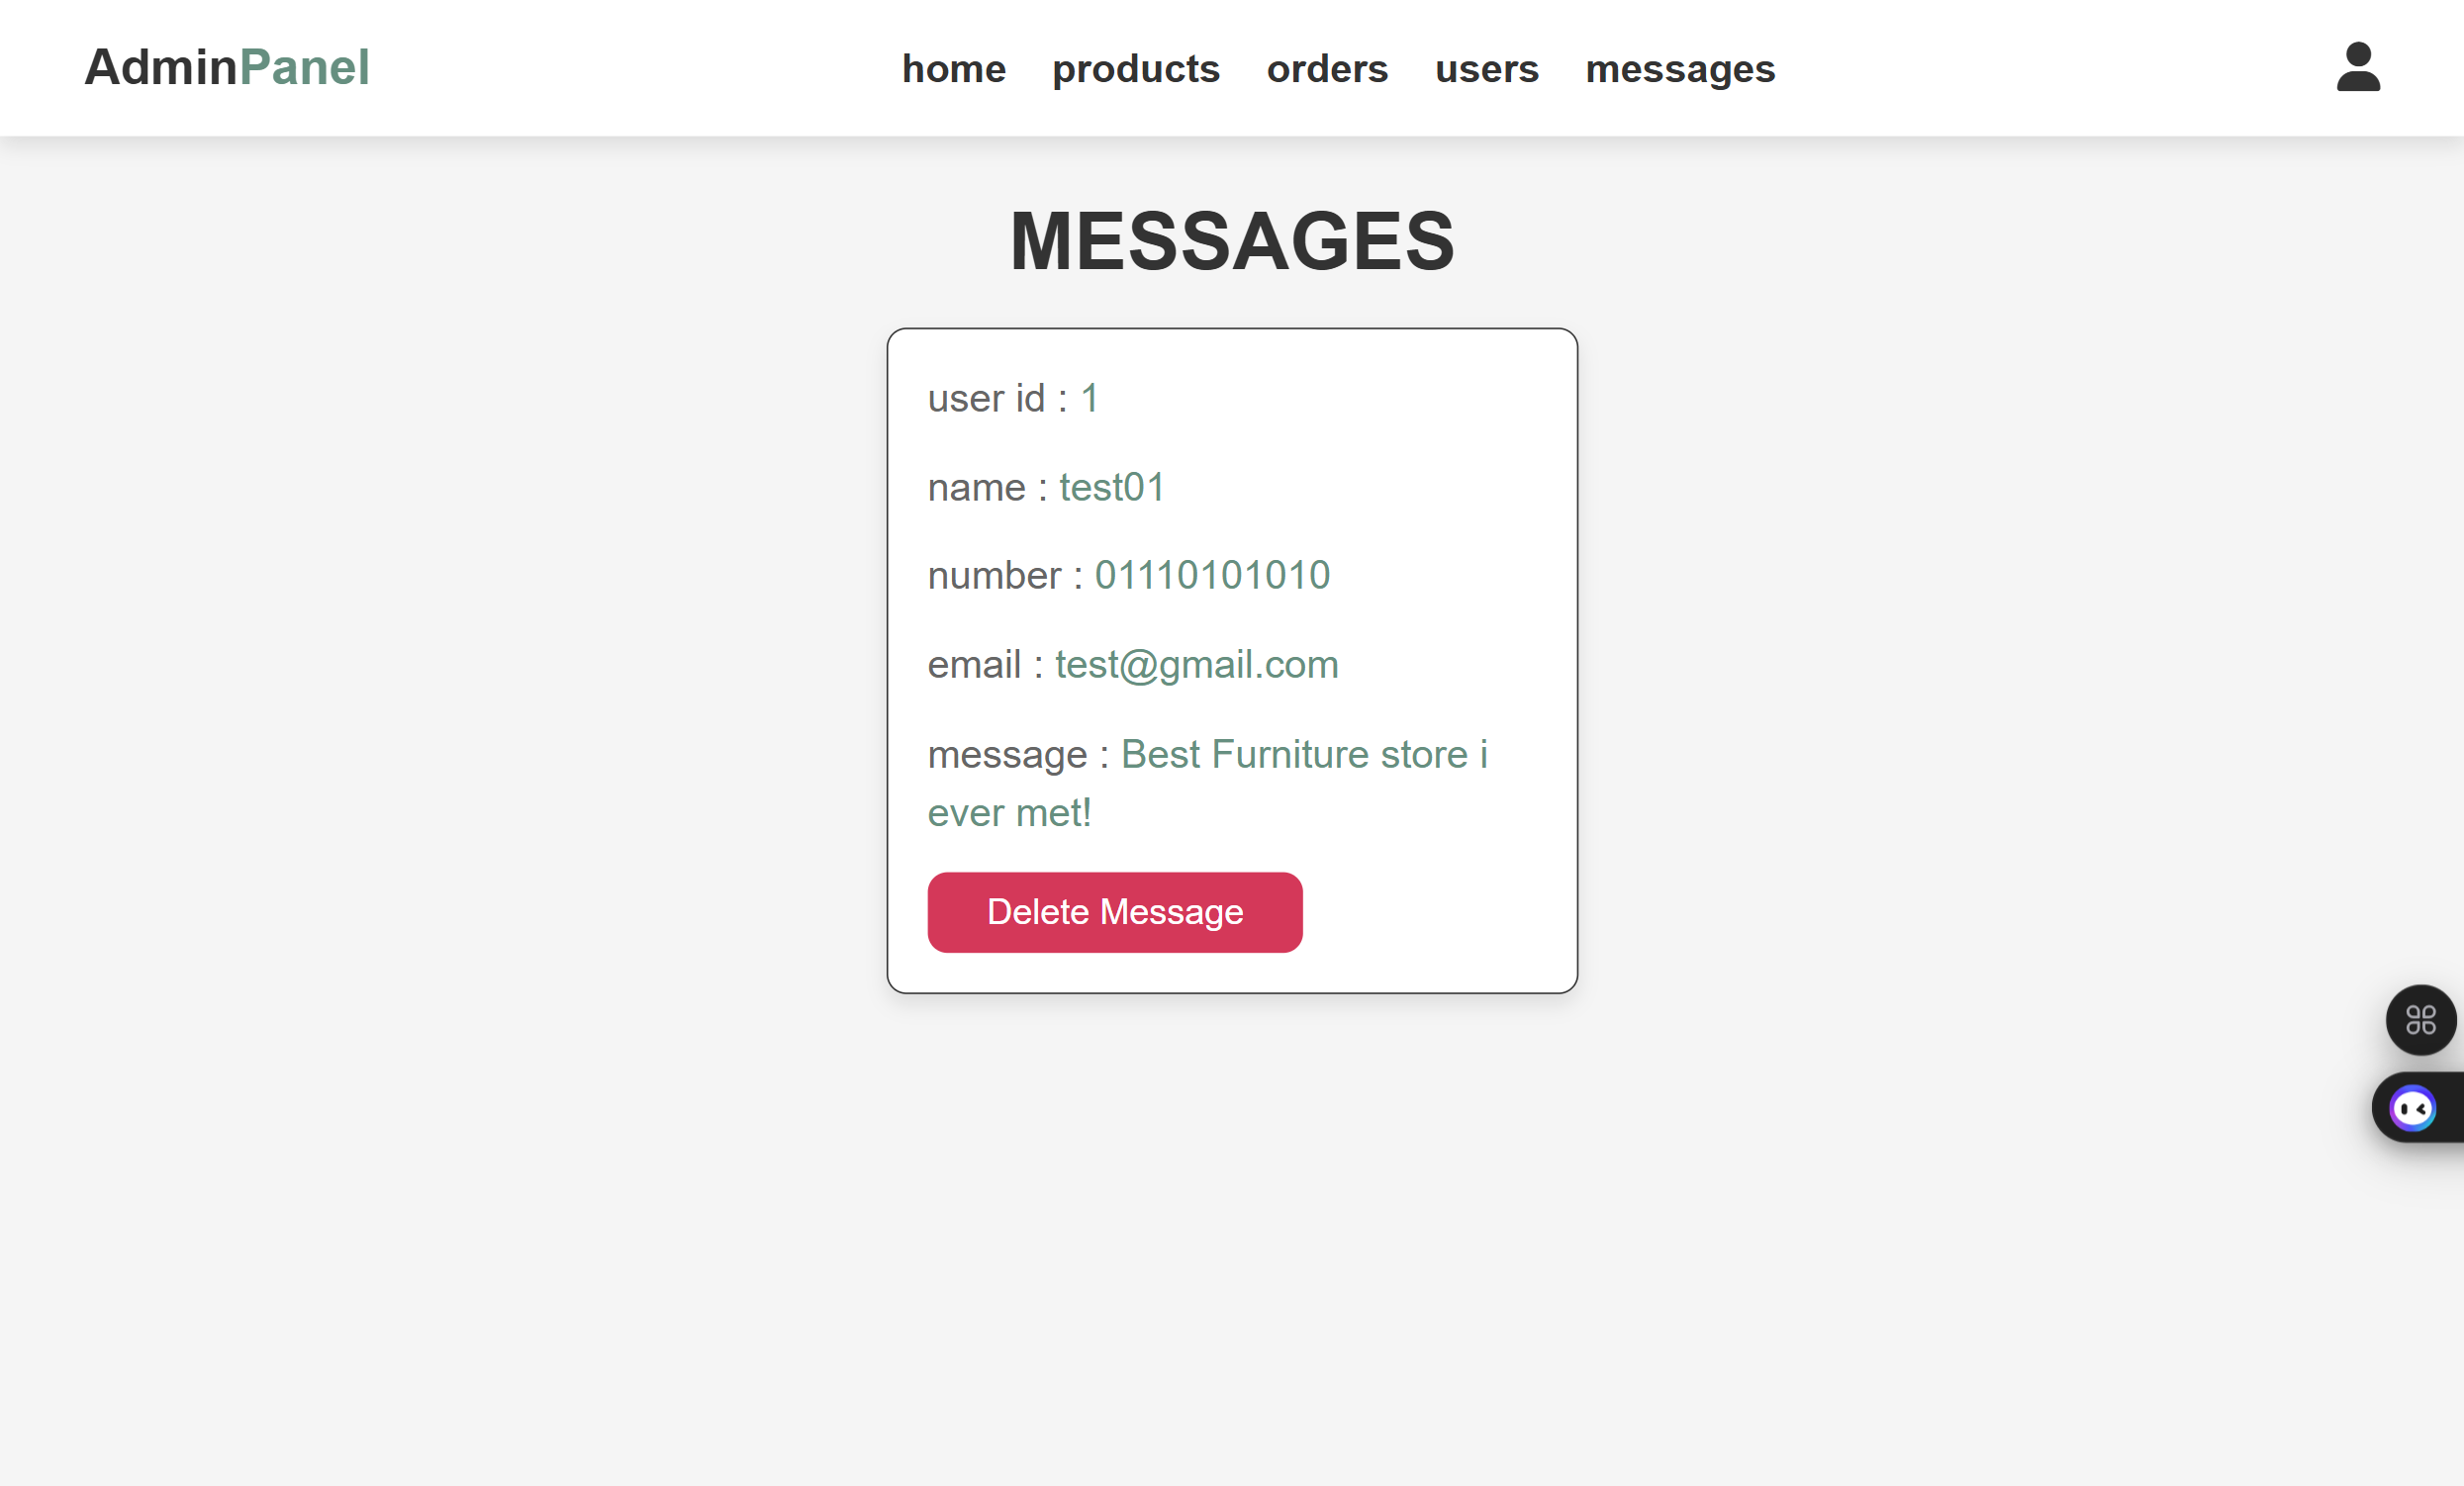 AdminPanel
home products orders users messages
MESSAGES
user id : 1
name : test01
number : 01110101010
email : test@gmail.com
message : Best Furniture store i
ever met!
Delete Message